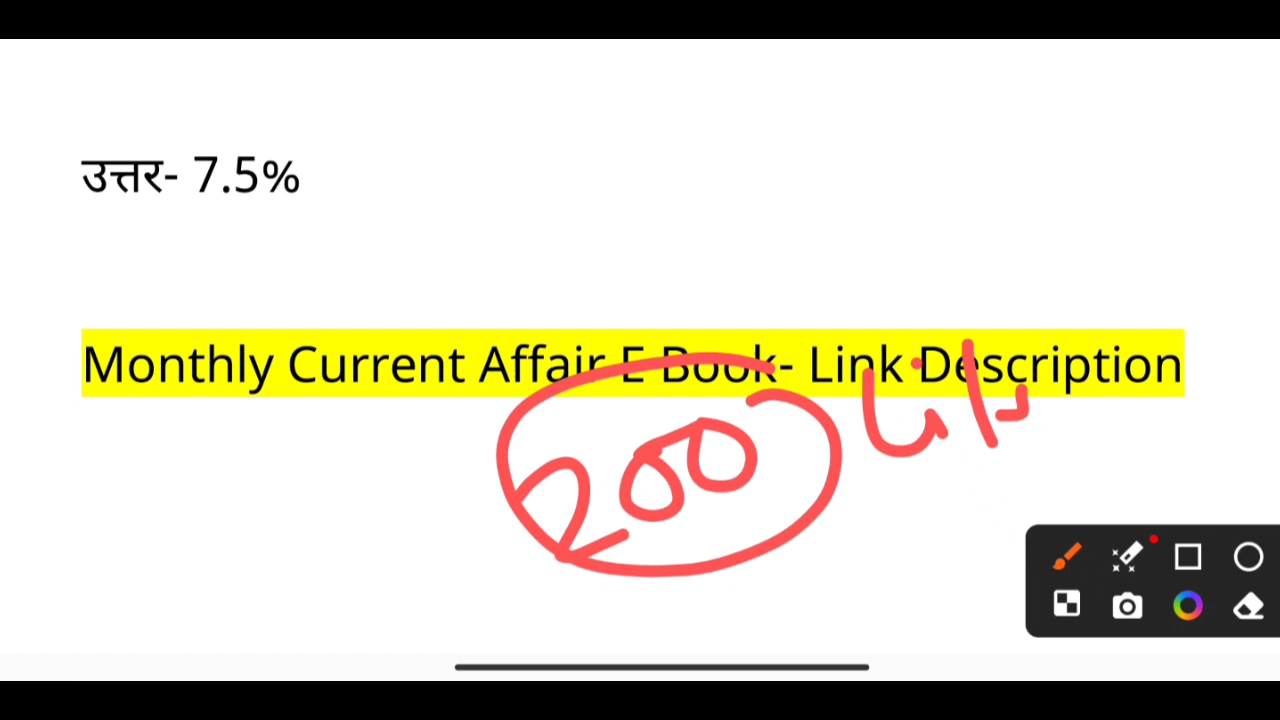 उत्तर- 7.5%
Monthly Current Affair E Book- Link Description
200